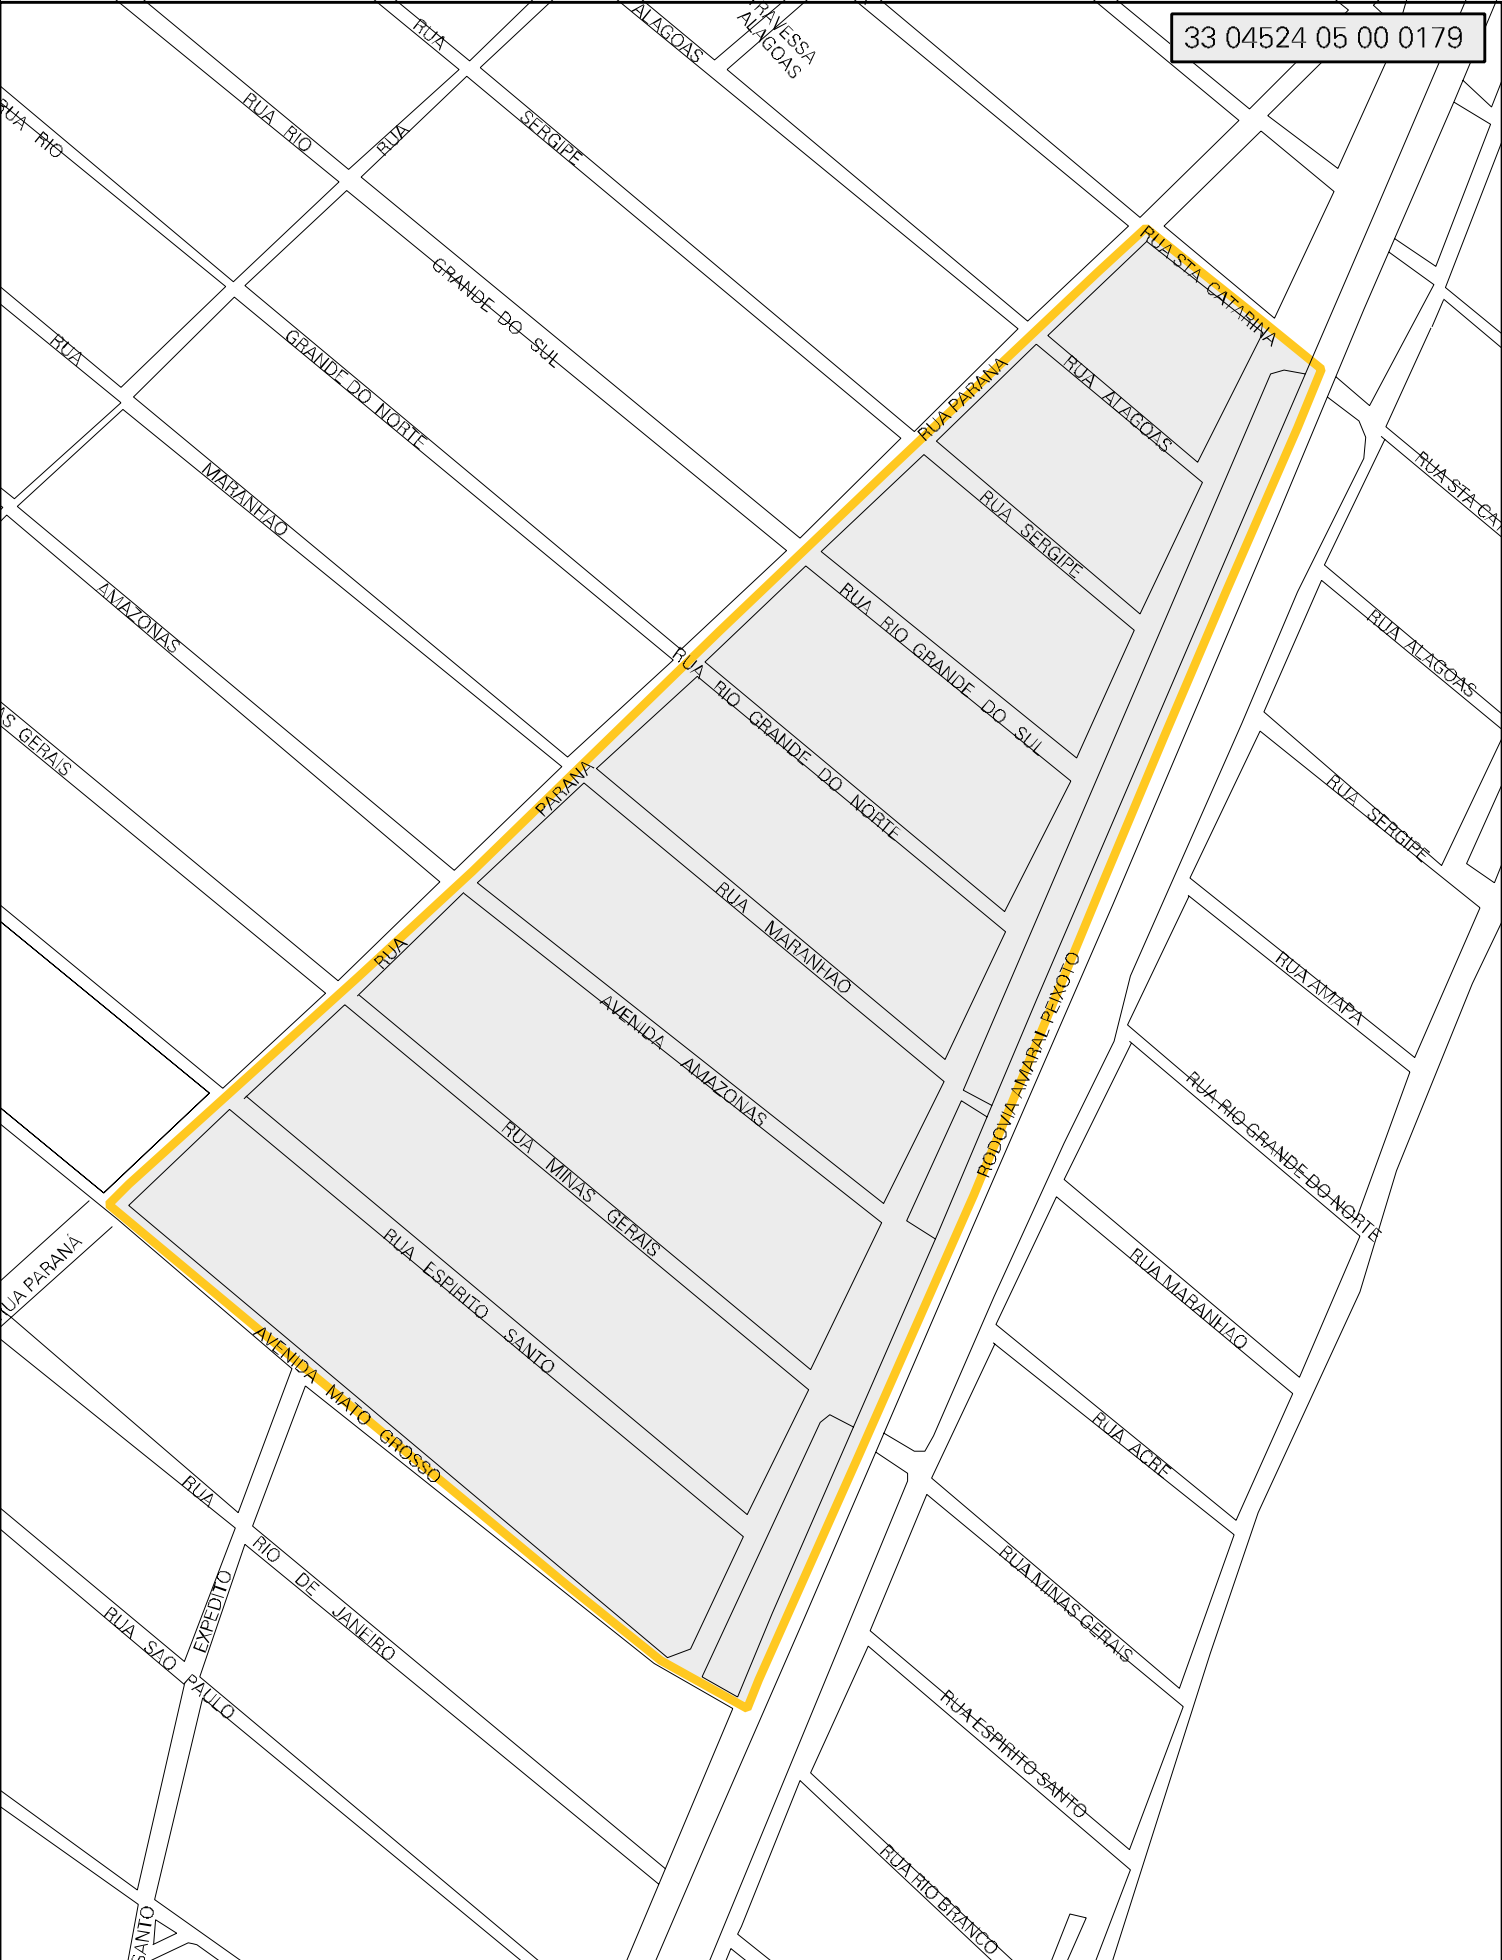 33 04524 05 00 0179
RUA
ALAGOAS
ALAGOAS
RUA RIO
RUA
SERGIPE
RUA RIO
RUA STA CATARINA
GRANDE DO SUL
RUA
GRANDE DO NORTE
RUA PARANA
RUA ALAGOAS
MARANHAO
RUA STA
RUA SERGIPE
AMAZONAS
RUA RIO GRANDE DO SUL
RUA ALAGOAS
RUA RIO GRANDE DO NORTE
GERAIS
PARANA
RUA SERGIPE
RUA MARANHAO
RUA
RODOVIA AMARAL PEIXOTO
RUA AMAPA
AVENIDA AMAZONAS
RUA RIO GRANDE DO NORTE
RUA MINAS GERAIS
RUA ESPIRITO SANTO
PARANÁ
RUA MARANHAO
AVENIDA MATO GROSSO
RUA ACRE
RUA
RIO DE JANEIRO
EXPEDITO
RUA MINAS GERAIS
RUA SAO PAULO
RUA ESPIRITO SANTO
RUA RIO BRANCO